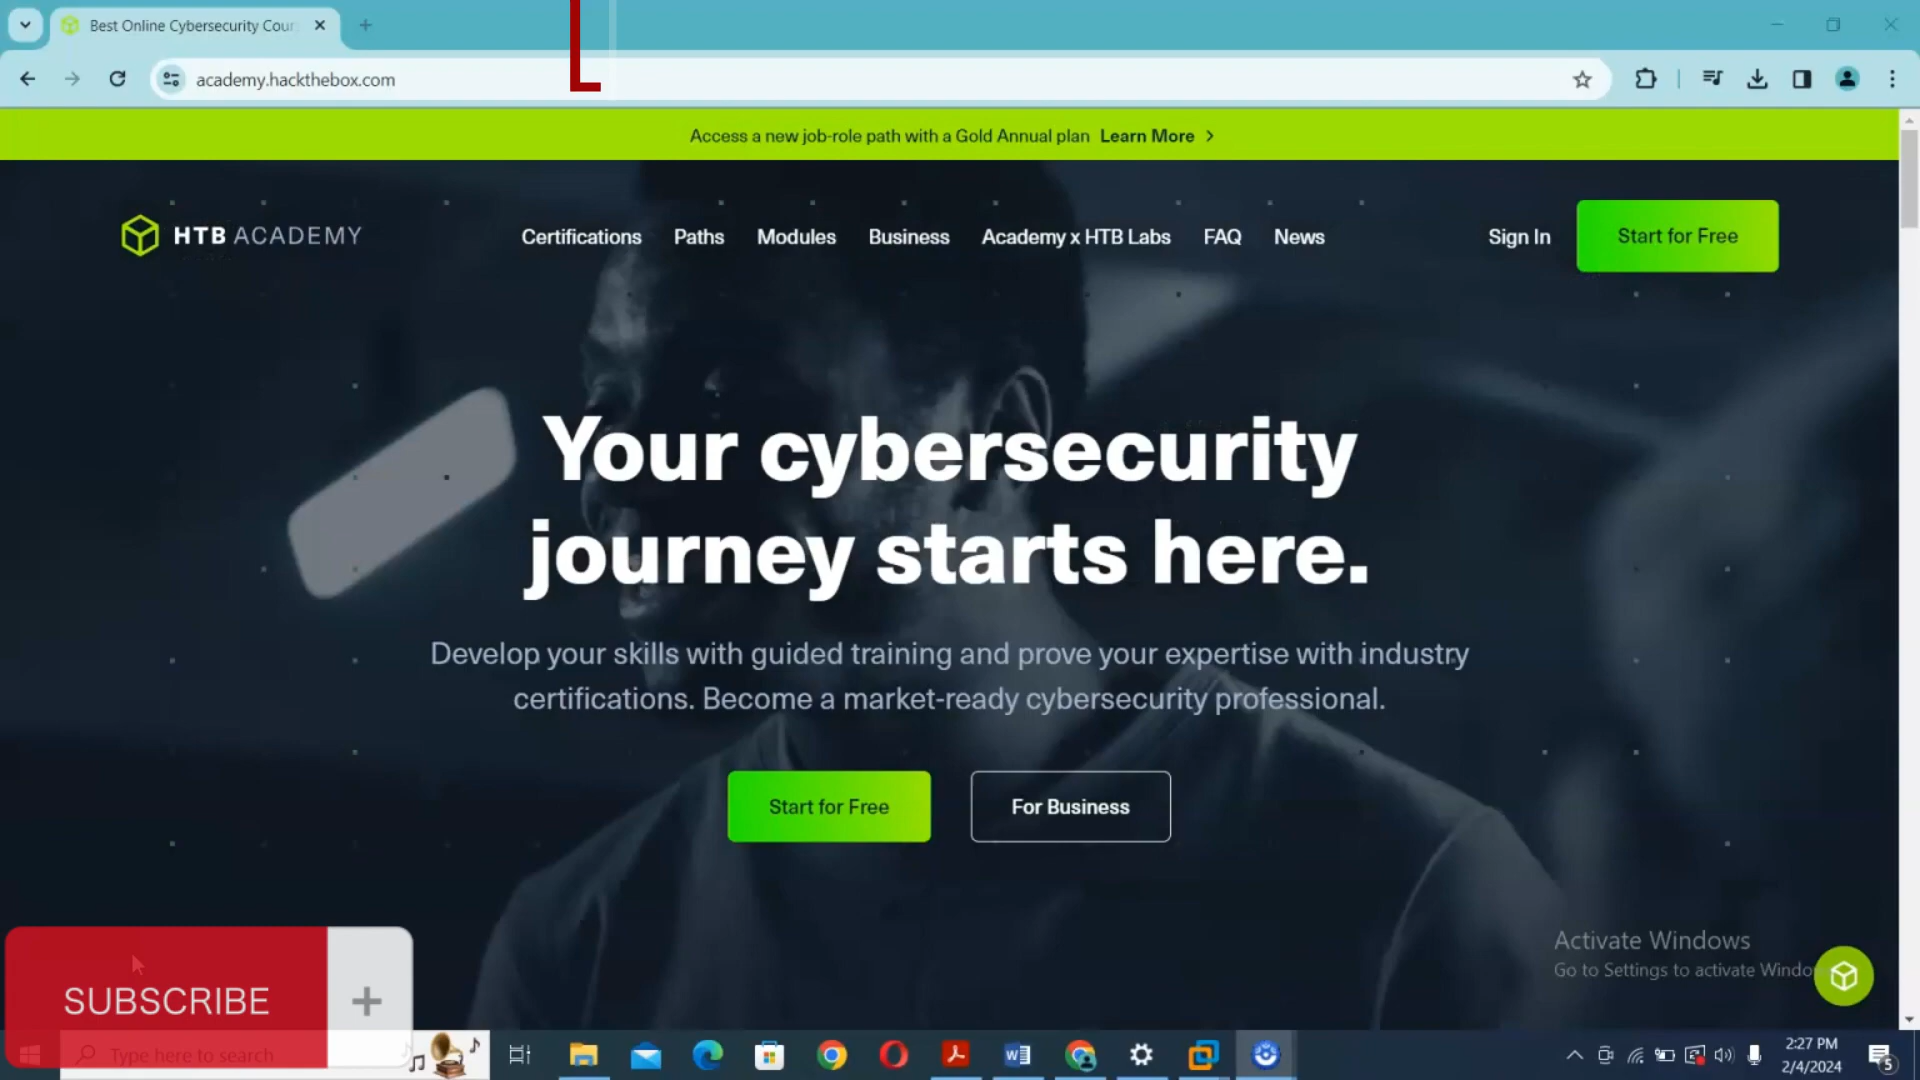 Best Online Cybersecurity Cour
academy.hackthebox.com
Access a new job-role path with a Gold Annual plan Learn More >
HTB ACADEMY
Certifications Paths Modules Business Academy x HTB Labs FAQ News
Sign In
Start for Free
Your cybersecurity
journey starts here.
Develop your skills with guided training and prove your expertise with industry
certifications. Become a market-ready cybersecurity professional.
Start for Free
For Business
Activate Windows
Go to Settings to activate Windo
SUBSCRIBE +
Type here to search
2:27 PM
2/4/2024
5